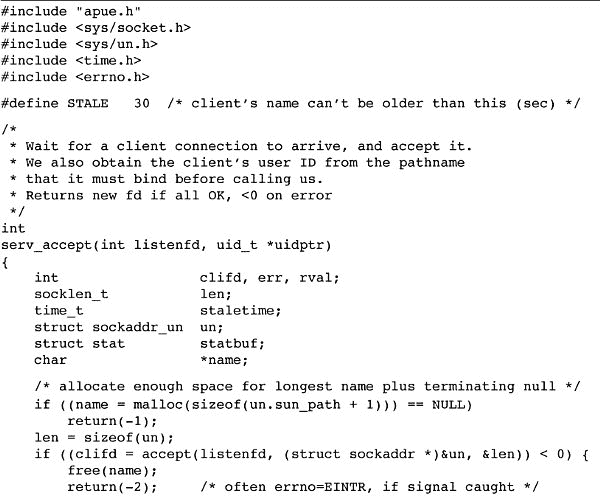 #include "apue.h"
#include <sys/socket.h>
#include <sys/un.h>
#include <time.h>
#include <errno.h>
#define STALE   30  /* client's name can't be older than this (sec) */
/*
 * Wait for a client connection to arrive, and accept it.
 * We also obtain the client's user ID from the pathname
 * that it must bind before calling us.
 * Returns new fd if all OK, <0 on error
 */
int
serv_accept(int listenfd, uid_t *uidptr)
{
    int                 clifd, err, rval;
    socklen_t           len;
    time_t              staletime;
    struct sockaddr_un  un;
    struct stat         statbuf;
    char                *name;
    /* allocate enough space for longest name plus terminating null */
    if ((name = malloc(sizeof(un.sun_path + 1))) == NULL)
        return(-1);
    len = sizeof(un);
    if ((clifd = accept(listenfd, (struct sockaddr *)&un, &len)) < 0) {
        free(name);
        return(-2);     /* often errno=EINTR, if signal caught */